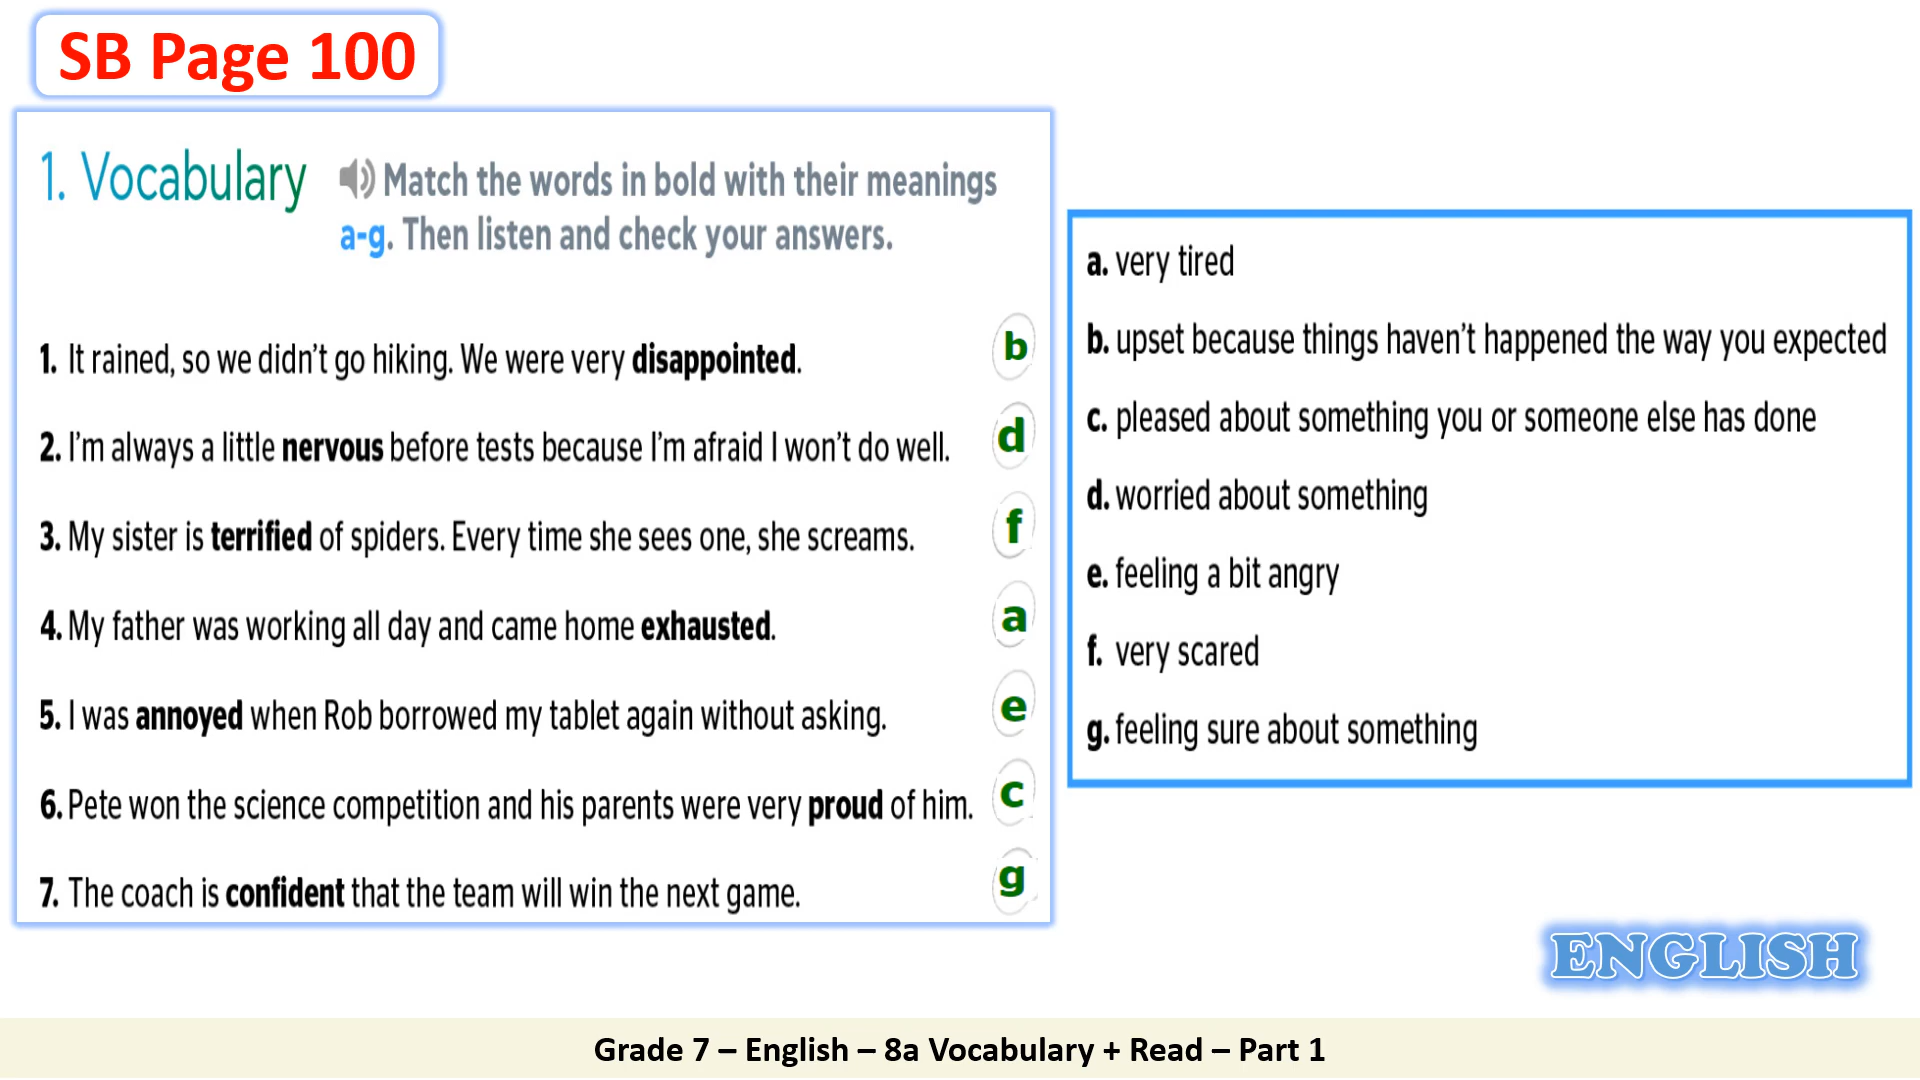 SB Page 100
1. Vocabulary
Match the words in bold with their meanings
a-g. Then listen and check your answers.
1. It rained, so we didn't go hiking. We were very disappointed.
b
2. I'm always a little nervous before tests because I'm afraid I won't do well.
d
3. My sister is terrified of spiders. Every time she sees one, she screams.
f
4. My father was working all day and came home exhausted.
a
5. I was annoyed when Rob borrowed my tablet again without asking.
e
6. Pete won the science competition and his parents were very proud of him.
c
7. The coach is confident that the team will win the next game.
g
a. very tired
b. upset because things haven't happened the way you expected
c. pleased about something you or someone else has done
d. worried about something
e. feeling a bit angry
f. very scared
g. feeling sure about something
ENGLISH
Grade 7 – English – 8a Vocabulary + Read – Part 1